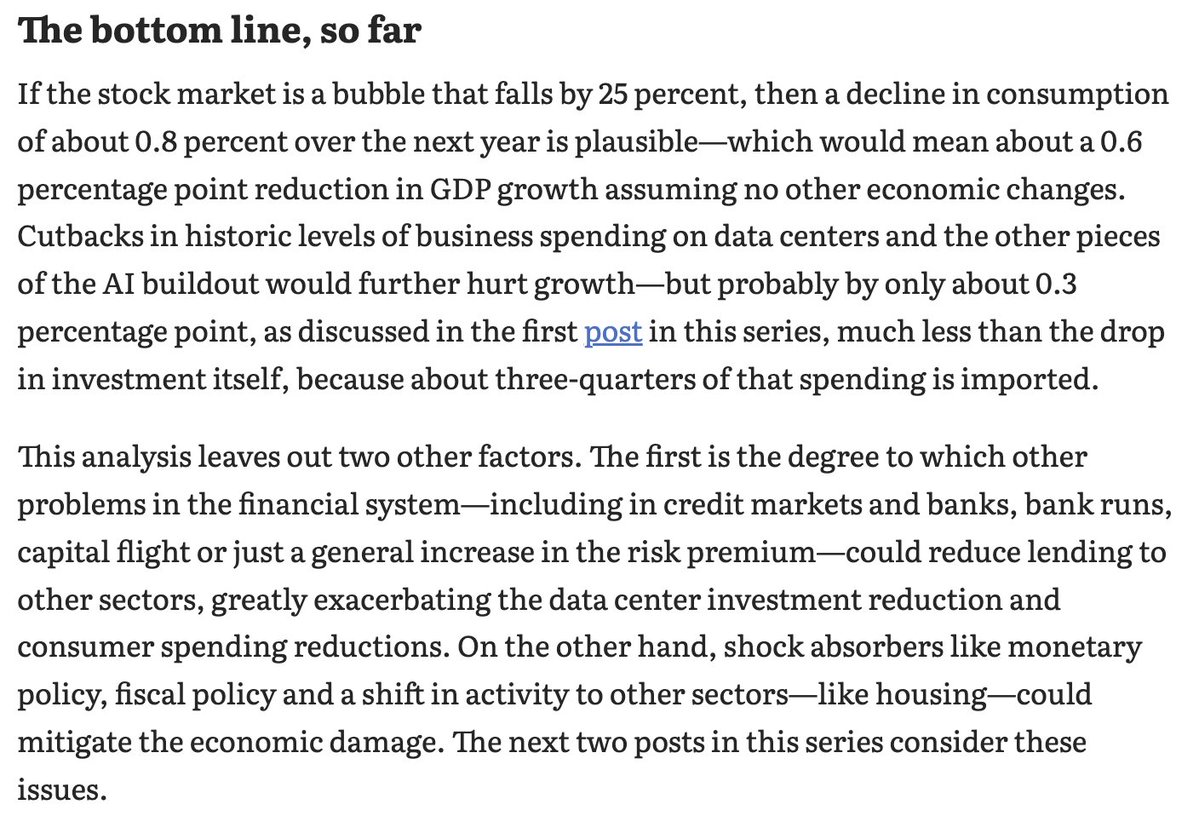 The bottom line, so far
If the stock market is a bubble that falls by 25 percent, then a decline in consumption
of about 0.8 percent over the next year is plausible—which would mean about a 0.6
percentage point reduction in GDP growth assuming no other economic changes.
Cutbacks in historic levels of business spending on data centers and the other pieces
of the AI buildout would further hurt growth—but probably by only about 0.3
percentage point, as discussed in the first post in this series, much less than the drop
in investment itself, because about three-quarters of that spending is imported.
This analysis leaves out two other factors. The first is the degree to which other
problems in the financial system—including in credit markets and banks, bank runs,
capital flight or just a general increase in the risk premium—could reduce lending to
other sectors, greatly exacerbating the data center investment reduction and
consumer spending reductions. On the other hand, shock absorbers like monetary
policy, fiscal policy and a shift in activity to other sectors—like housing—could
mitigate the economic damage. The next two posts in this series consider these
issues.